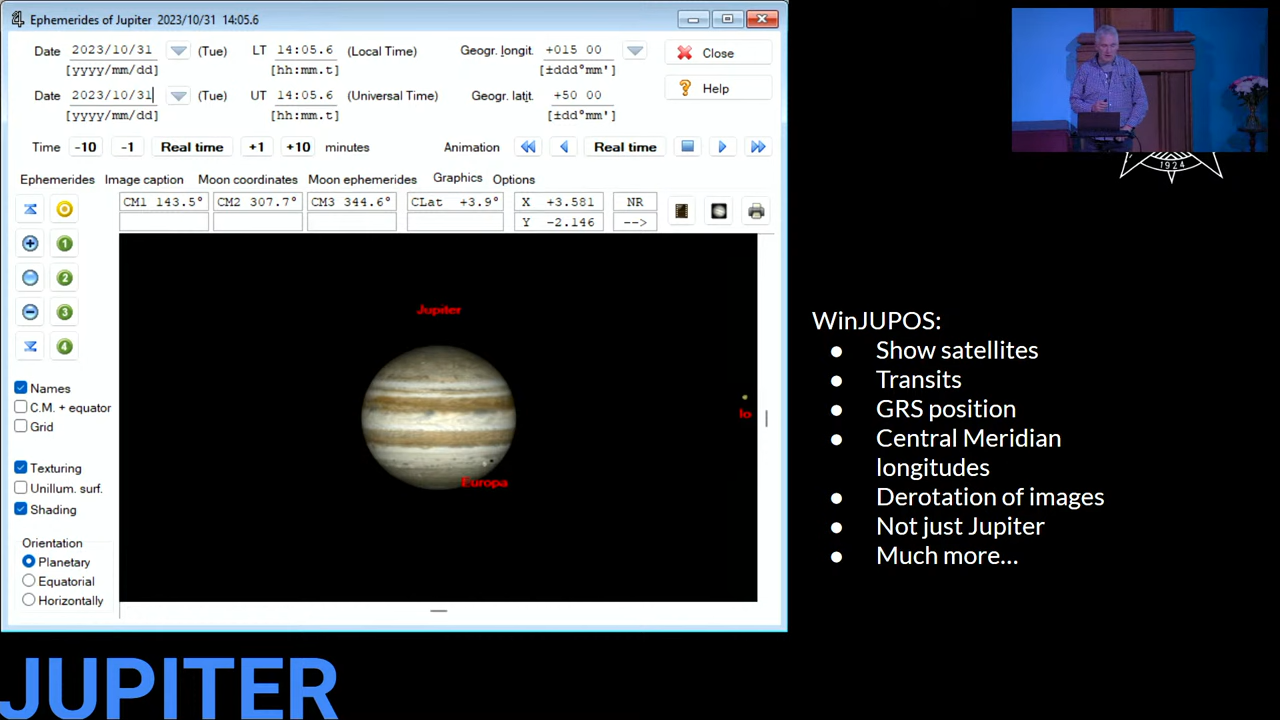 Ephemerides of Jupiter 2023/10/31 14:05.6
Date 2023/10/31 (Tue) LT 14:05.6 (Local Time) Geogr. longit. +015 00 Close
[yyyy/mm/dd] [hh:mm.t] [±ddd°mm']
Date 2023/10/31 (Tue) UT 14:05.6 (Universal Time) Geogr. latit. +50 00 Help
[yyyy/mm/dd] [hh:mm.t] [±dd°mm']
Time -10 -1 Real time +1 +10 minutes Animation Real time
Ephemerides Image caption Moon coordinates Moon ephemerides Graphics Options
CM1 143.5° CM2 307.7° CM3 344.6° CLat +3.9° X +3.581 NR
Y -2.146 -->
1
2
3
4
Names
C.M. + equator
Grid
Texturing
Unillum. surf.
Shading
Orientation
Planetary
Equatorial
Horizontally
Jupiter
Io
Europa
1924
WinJUPOS:
● Show satellites
● Transits
● GRS position
● Central Meridian
longitudes
● Derotation of images
● Not just Jupiter
● Much more...
JUPITER